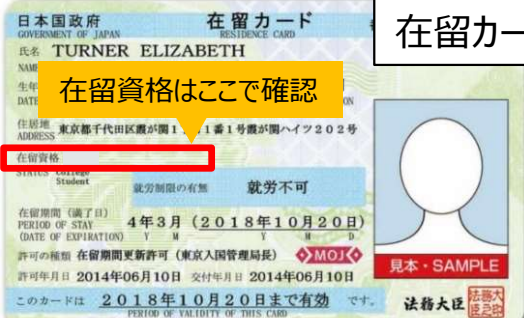 日本国政府 在留カード
GOVERNMENT OF JAPAN RESIDENCE CARD
在留カー
氏名 TURNER ELIZABETH
NAME
生年
DATE
在留資格はここで確認
ON
住居地
ADDRESS 東京都千代田区霞が関1 1番1号霞が関ハイツ202号
在留資格
STATUS College
Student
就労制限の有無 就労不可
在留期間(満了日)
PERIOD OF STAY 4年3月(2018年10月20日)
(DATE OF EXPIRATION) Y M Y M D
許可の種類 在留期間更新許可(東京入国管理局長) MOJ
許可年月日 2014年06月10日 交付年月日 2014年06月10日
見本・SAMPLE
このカードは 2018年10月20日まで有効 です。
PERIOD OF VALIDITY OF THIS CARD
法務大臣